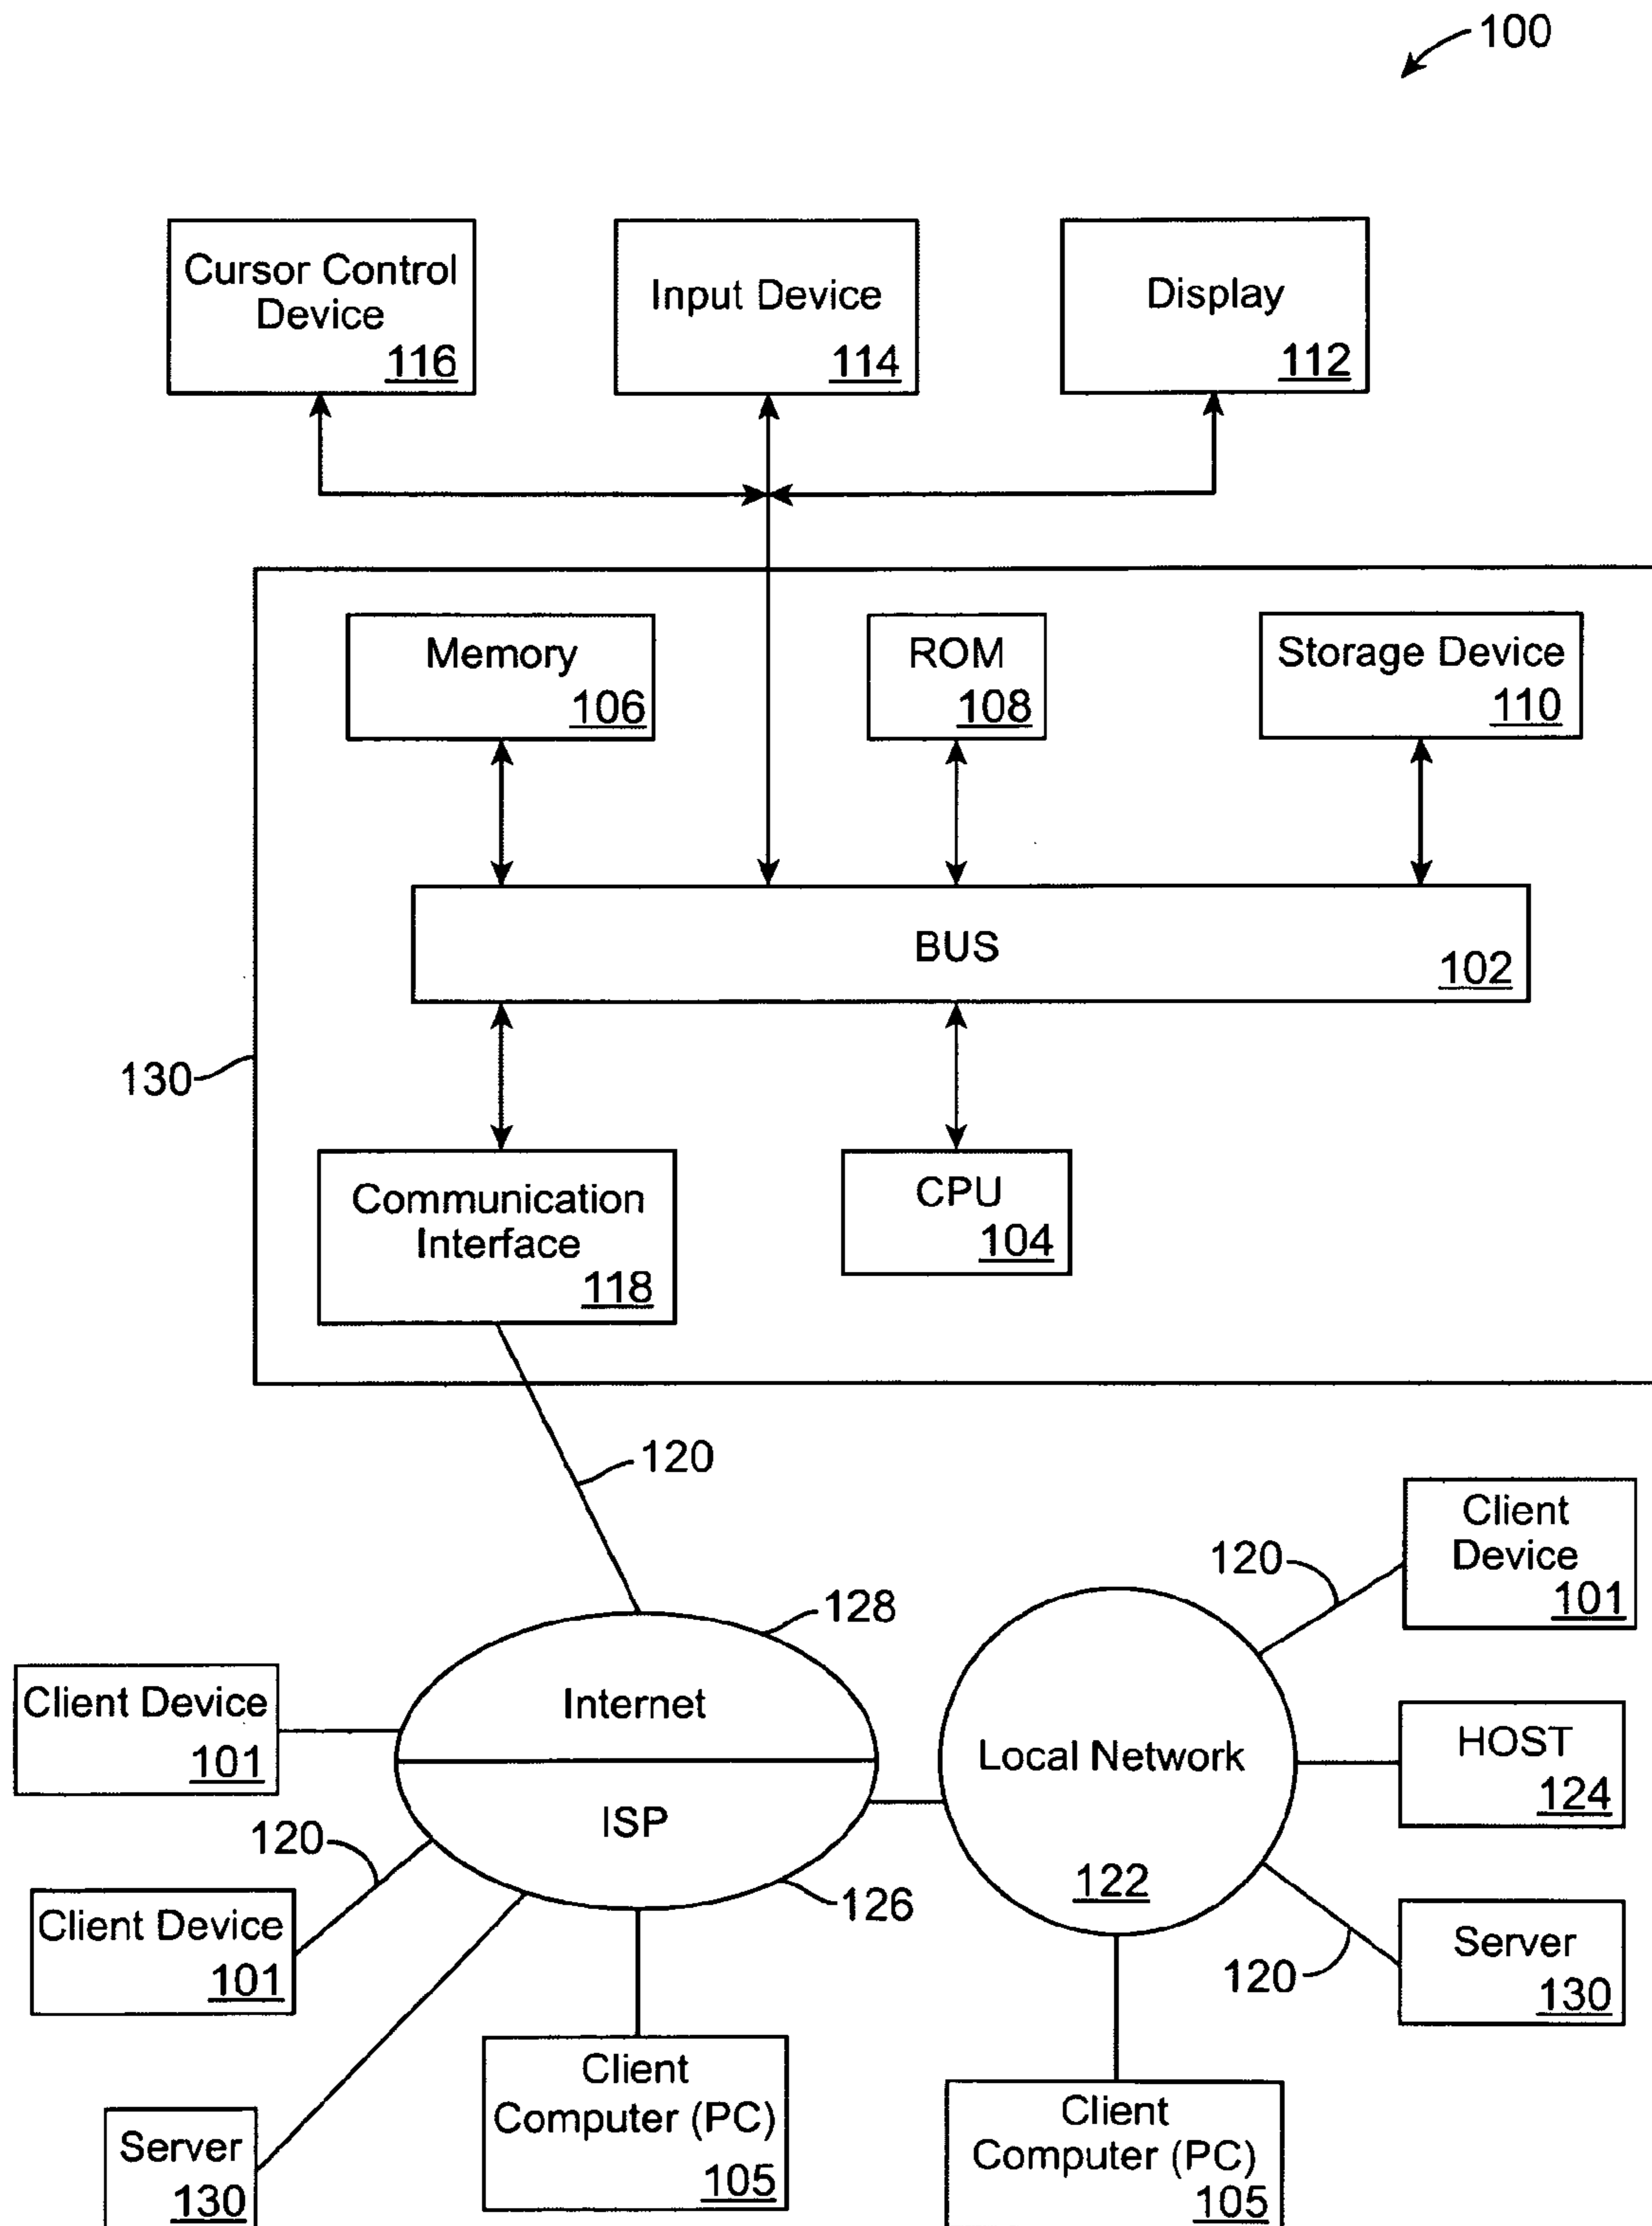 100
Cursor Control
Device
116
Input Device
114
Display
112
Memory
106
ROM
108
Storage Device
110
BUS
102
130
Communication
Interface
118
CPU
104
120
Client
Device
101
120
128
Internet
Client Device
101
Local Network
122
HOST
124
ISP
120
126
Client Device
101
Server
130
120
Client
Computer (PC)
105
Client
Computer (PC)
105
Server
130